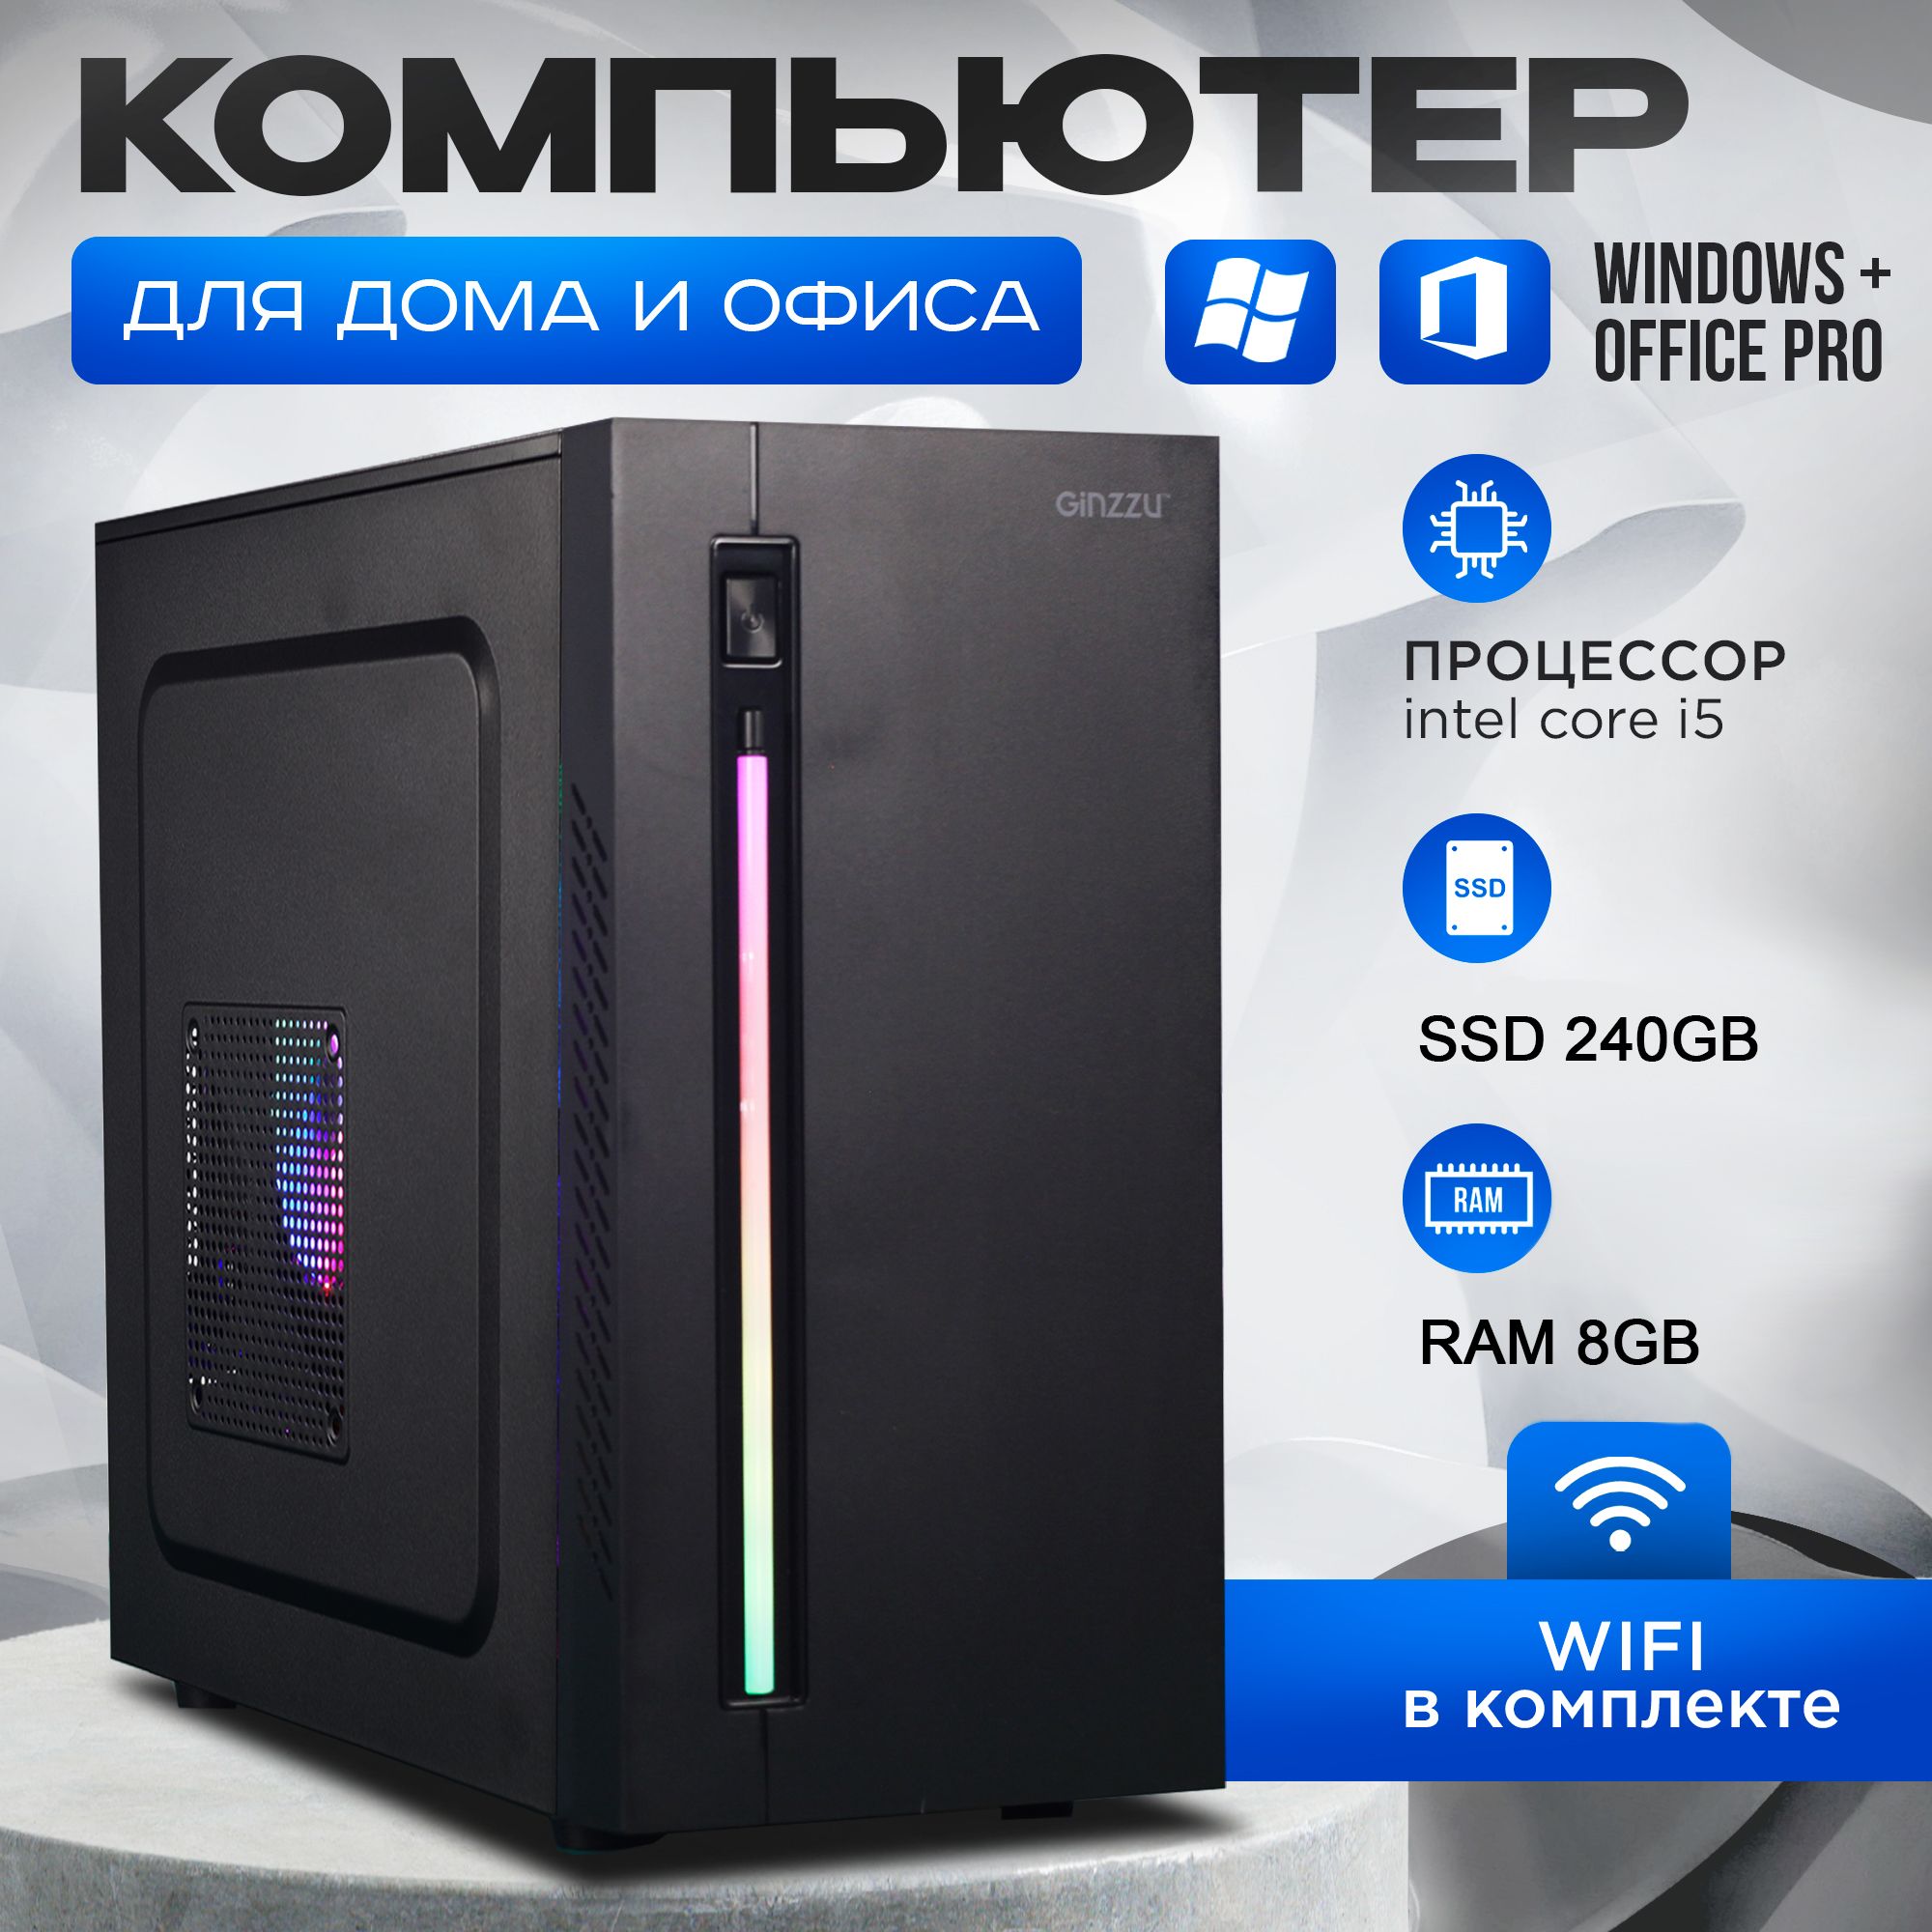 КОМПЬЮТЕР
ДЛЯ ДОМА И ОФИСА
WINDOWS +
OFFICE PRO
GINZZU
ПРОЦЕССОР
intel core i5
SSD
SSD 240GB
RAM
RAM 8GB
WIFI
в комплекте